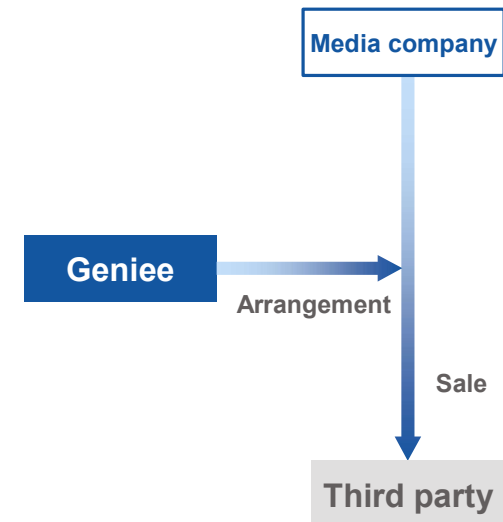 Media company
Geniee
Arrangement
Sale
Third party